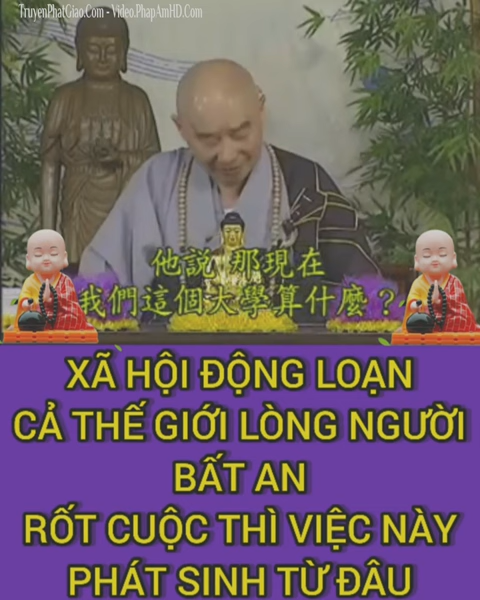 TruyenPhatGiao.Com - Video.PhapAmHD.Com
他說 那現在
我們這個大學算什麼？
XÃ HỘI ĐỘNG LOẠN
CẢ THẾ GIỚI LÒNG NGƯỜI
BẤT AN
RỐT CUỘC THÌ VIỆC NÀY
PHÁT SINH TỪ ĐÂU